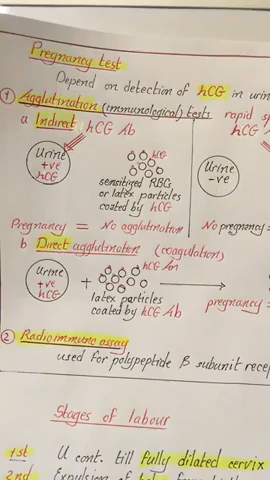 Pregnancy test
Depend on detection of hCG in urin
① Agglutination (immunological) tests rapid s
a Indirect hCG Ab hCG
Urine +ve hCG
hCG
Urine -ve
sensitized RBCs
or latex particles
coated by hCG
Pregnancy = No agglutination No pregnancy =
b Direct agglutination (coagulation)
Urine +ve hCG
+
latex particles
coated by hCG Ab
pregnancy =
② Radioimmuno assay
used for polypeptide β subunit rece
Stages of labour
1st U cont. till fully dilated cervix
2nd Expulsion of